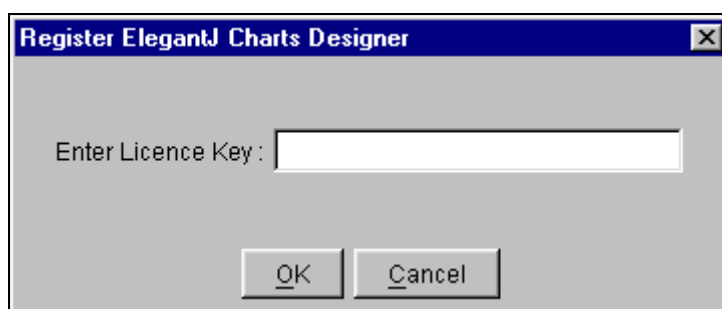 Register ElegantJ Charts Designer
Enter Licence Key :
OK
Cancel